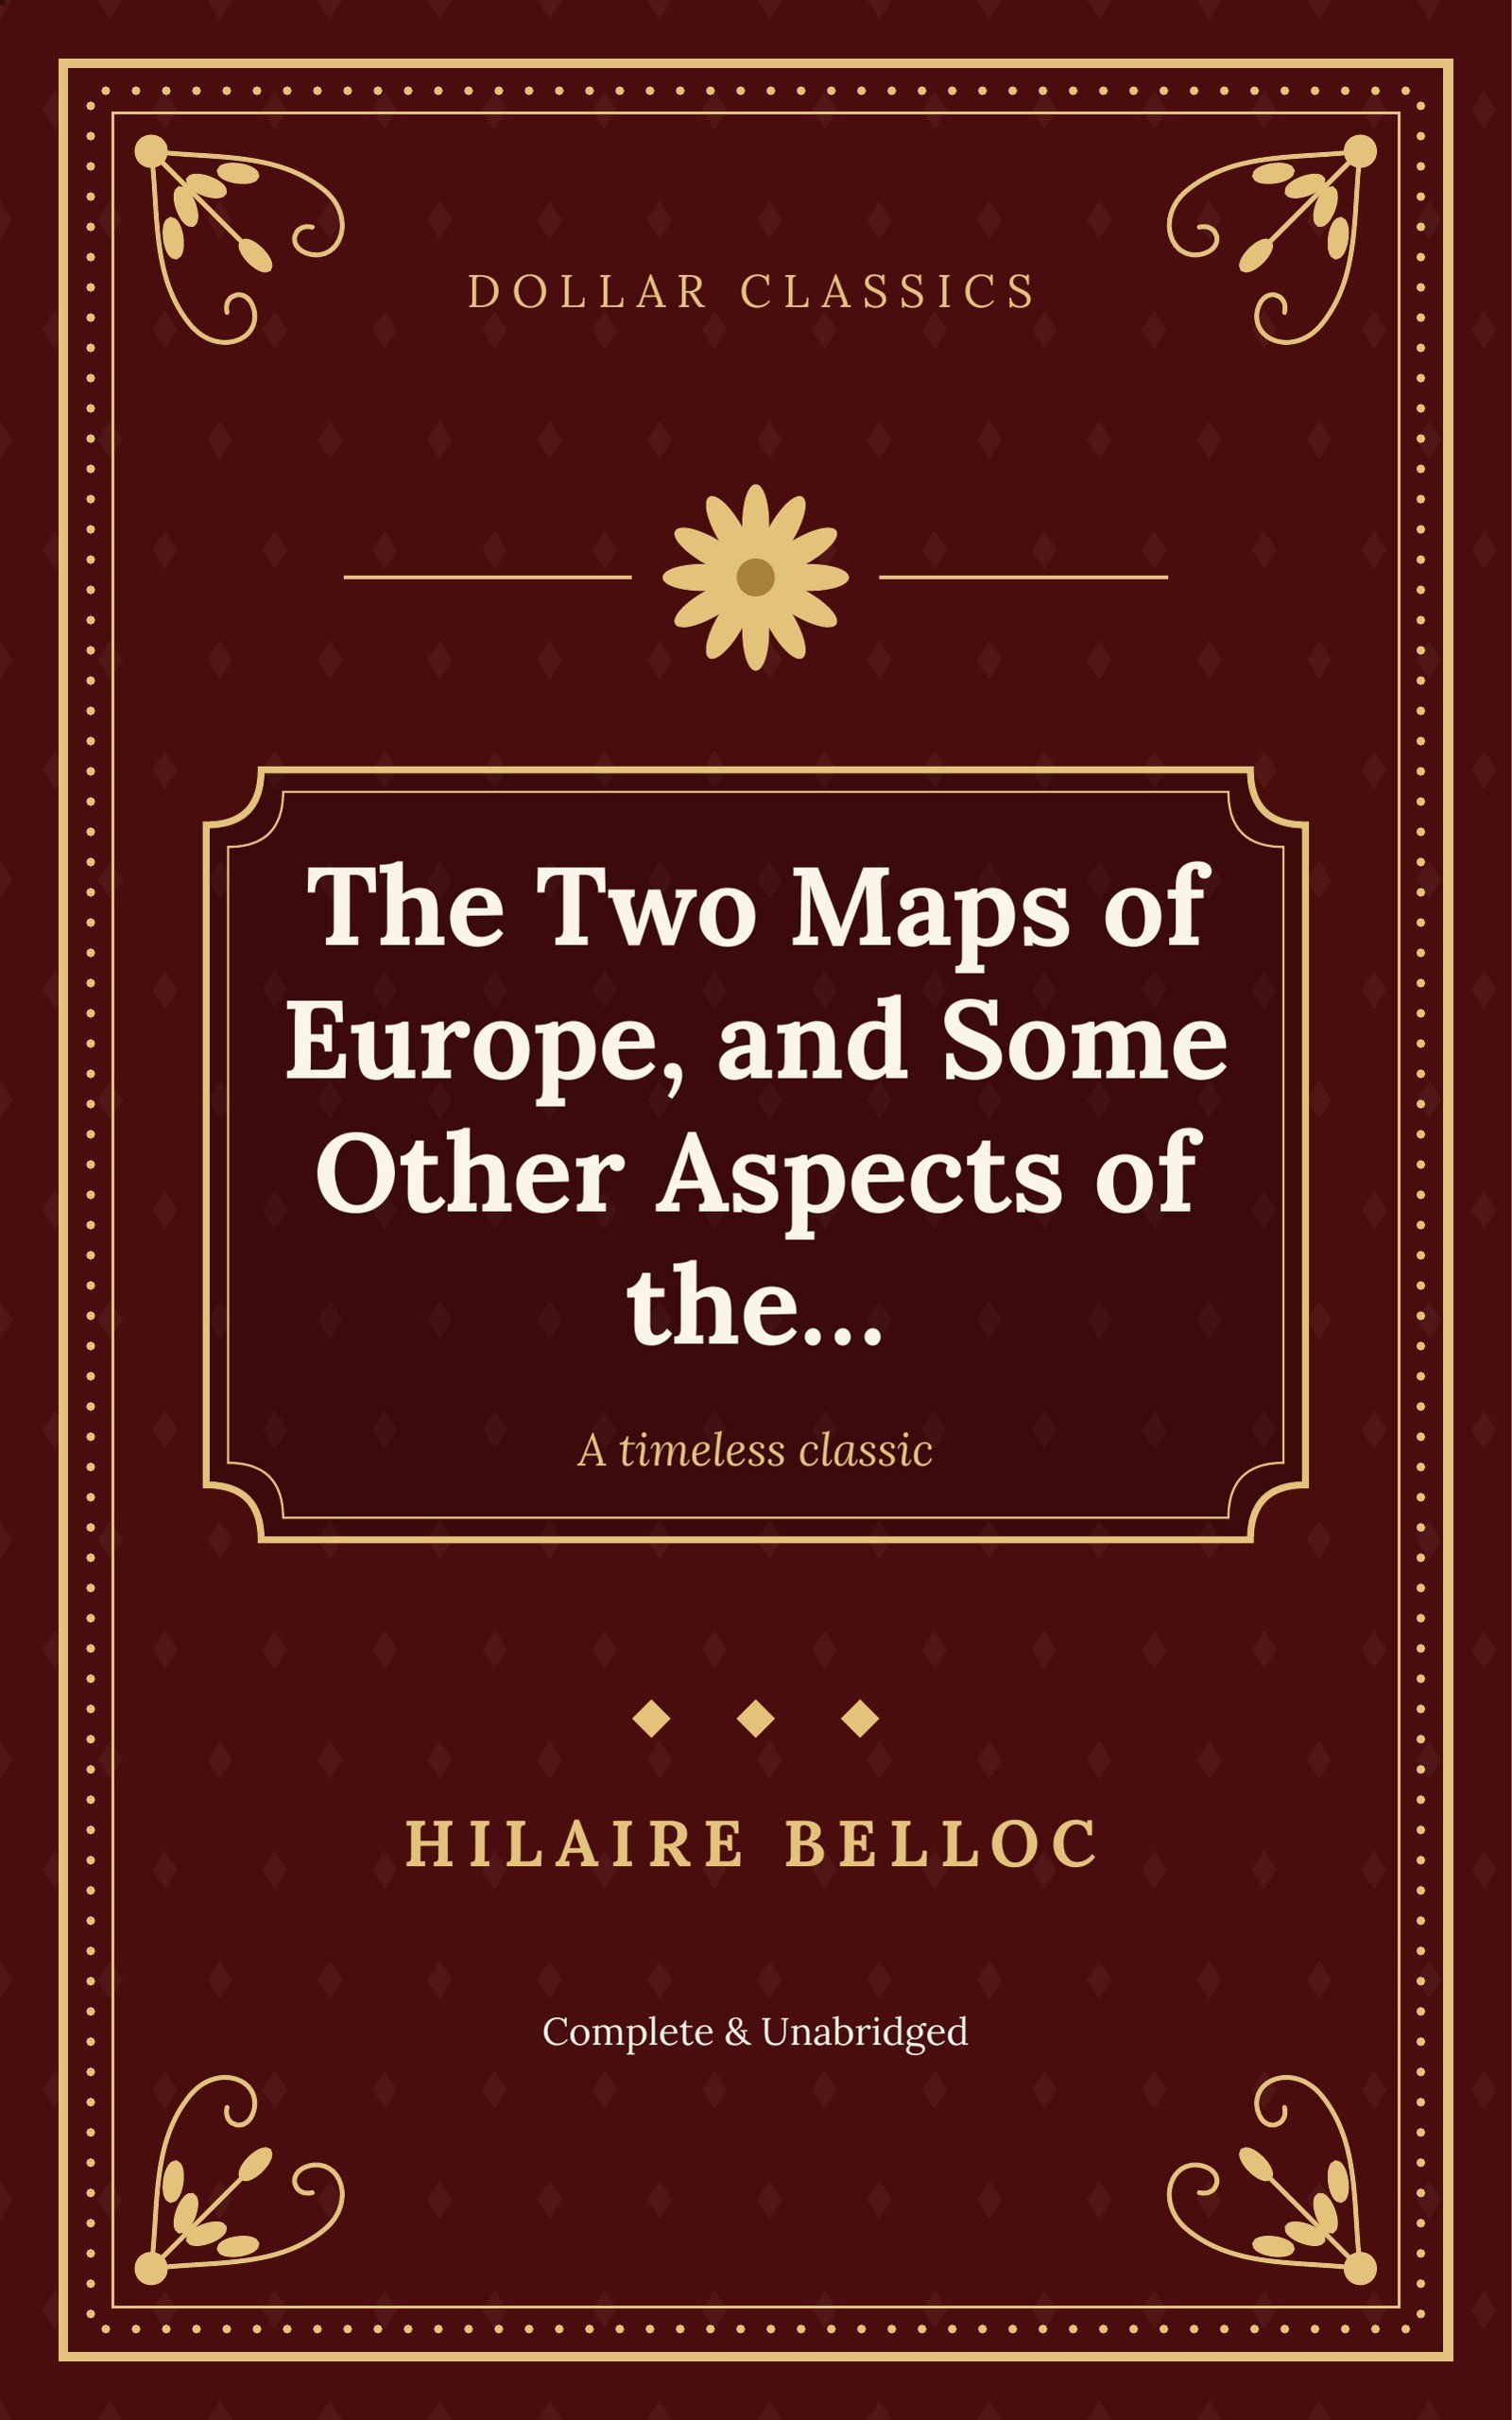 DOLLAR CLASSICS
The Two Maps of
Europe, and Some
Other Aspects of
the...
A timeless classic
HILAIRE BELLOC
Complete & Unabridged